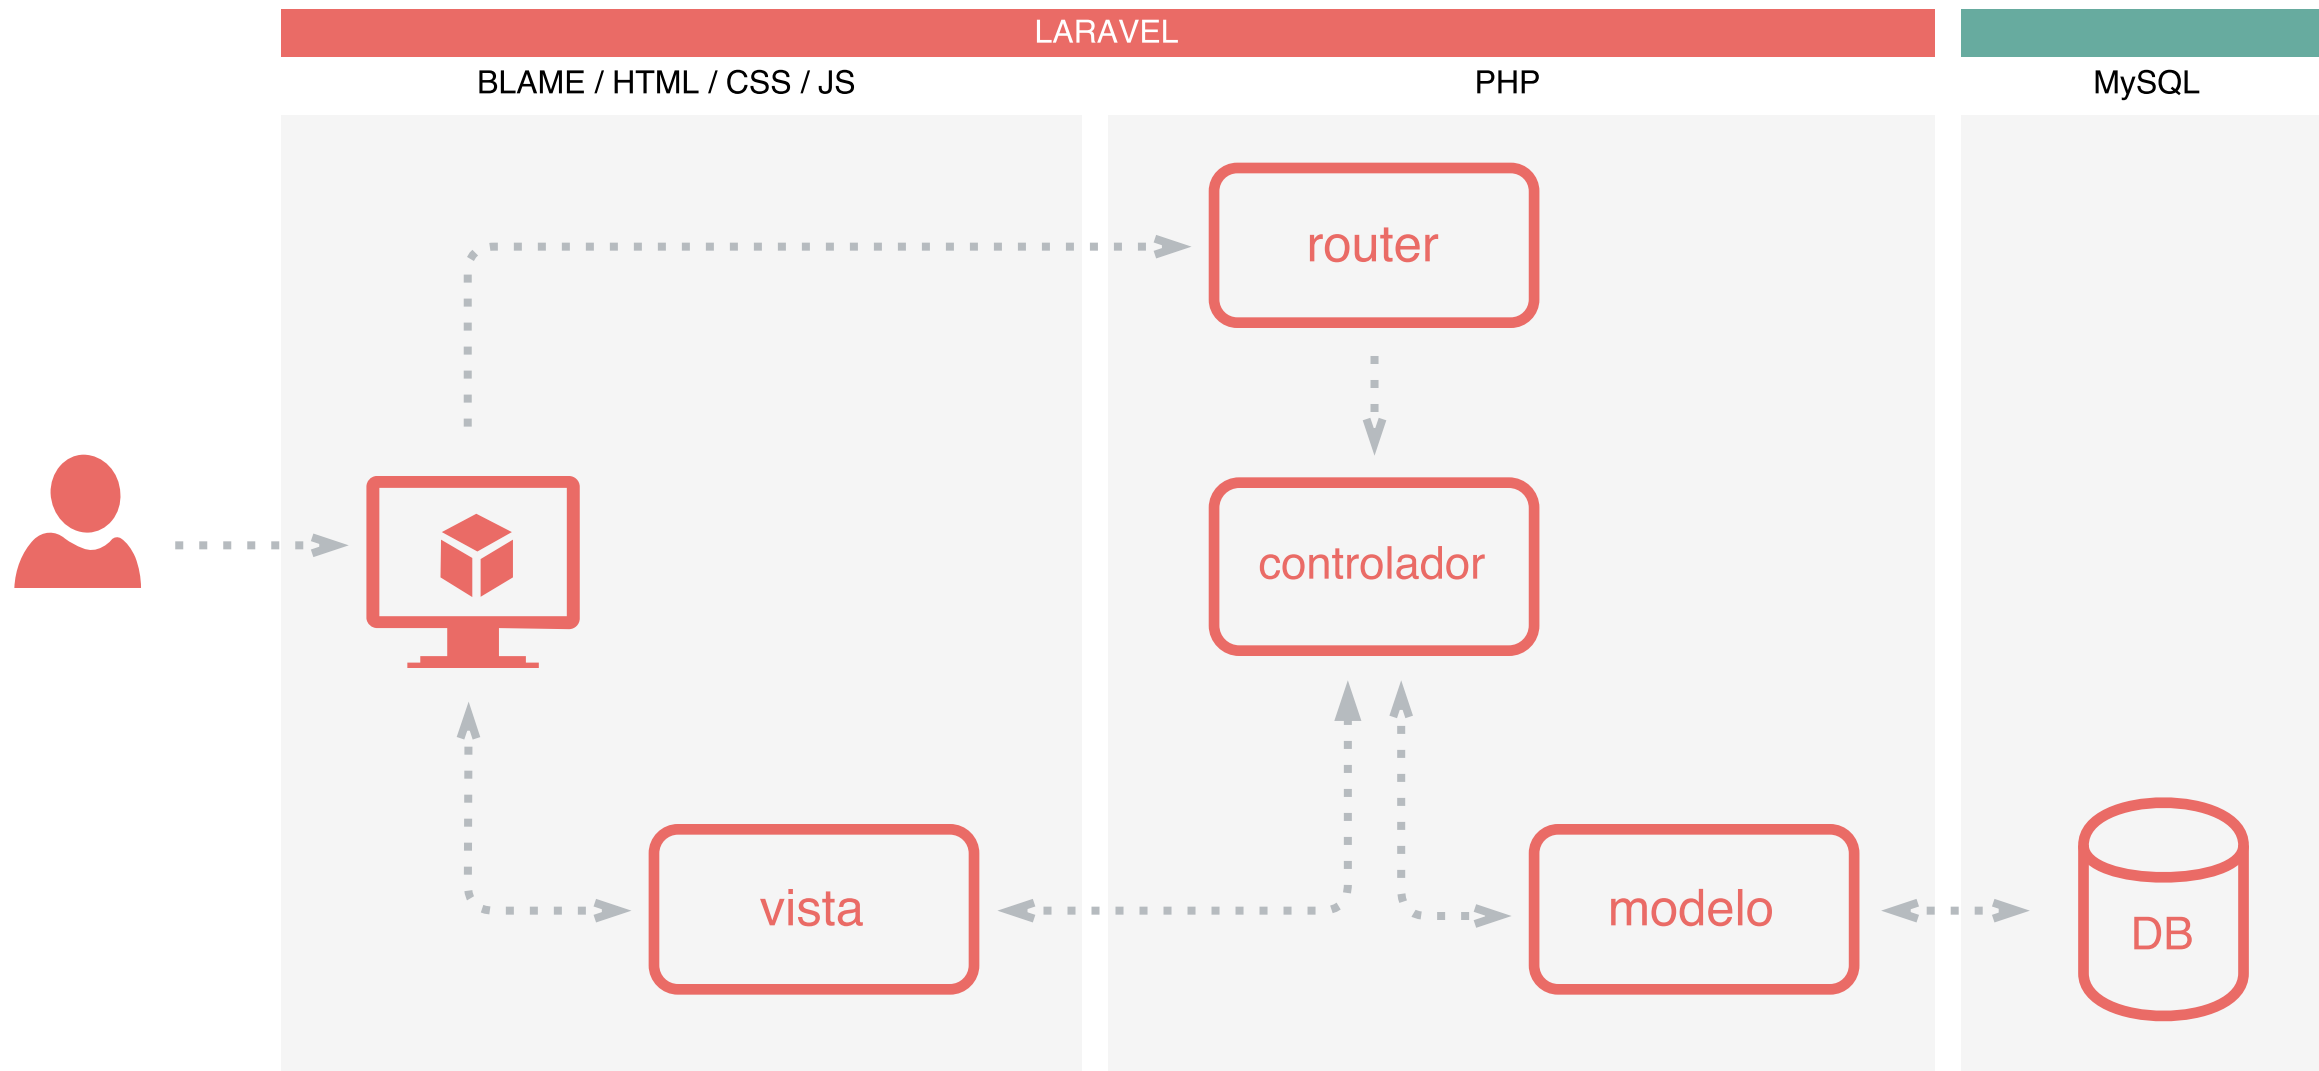 LARAVEL
BLAME / HTML / CSS / JS
PHP
MySQL
router
controlador
vista
modelo
DB